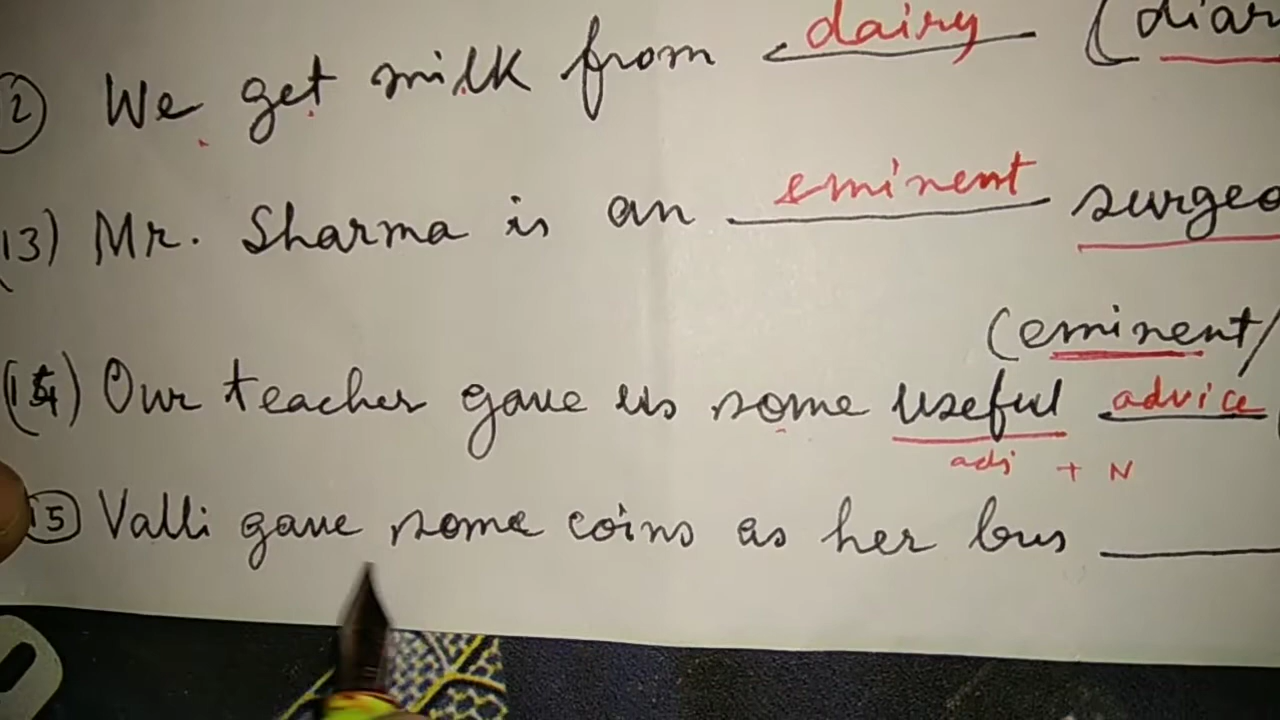 2) We get milk from dairy (diar
13) Mr. Sharma is an eminent surgeo
(eminent/
(14) Our teacher gave us some useful advice
adj + N
15) Valli gave some coins as her bus